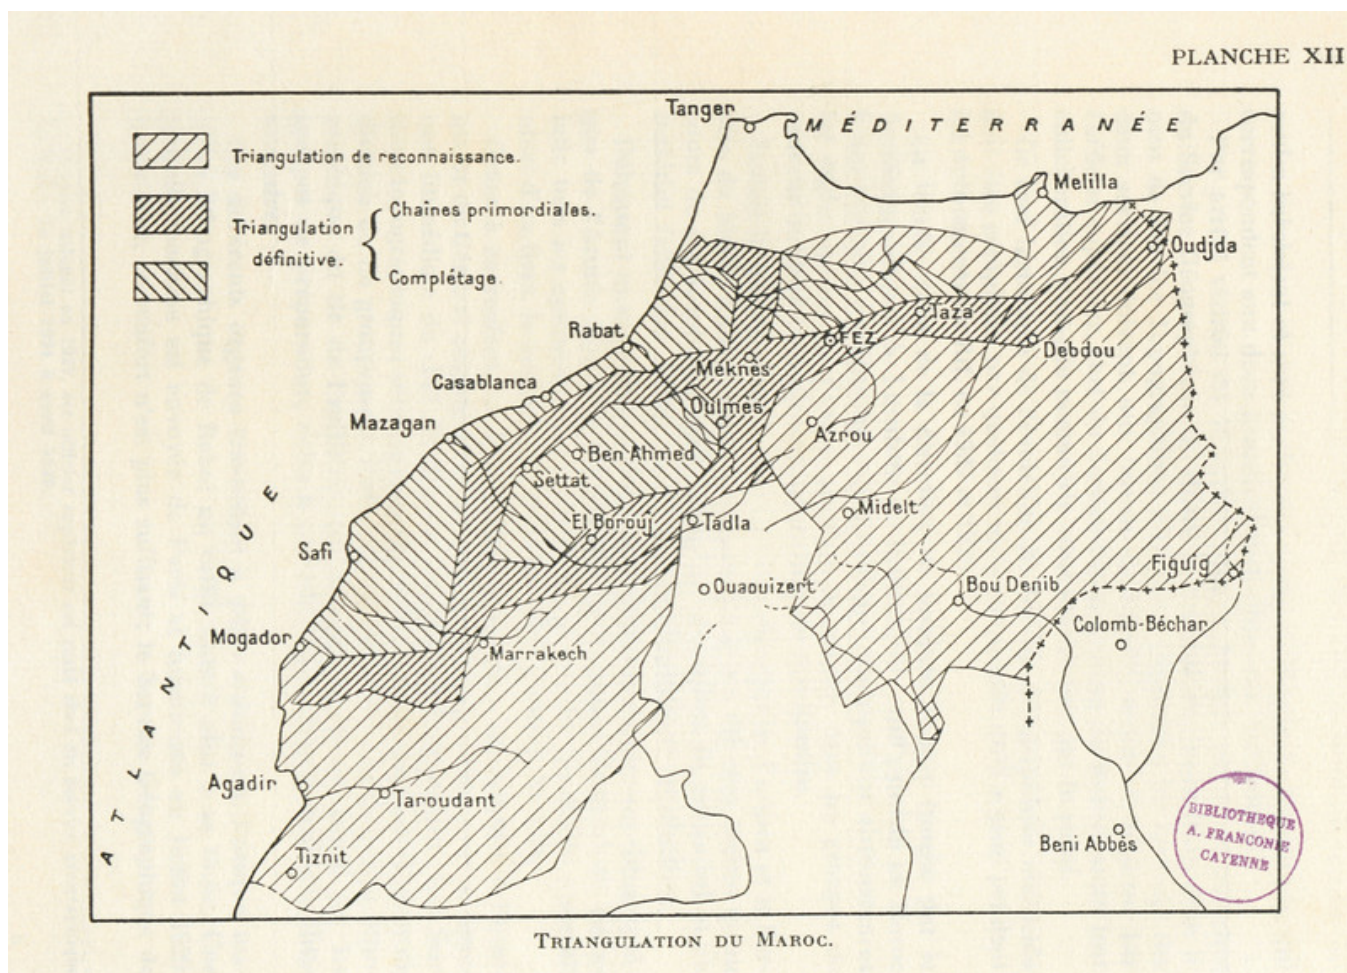 PLANCHE XII
Tanger
MÉDITERRANÉE
Triangulation de reconnaissance.
Triangulation
définitive.
Chaînes primordiales.
Complétage.
Melilla
Oudjda
Taza
Rabat
FEZ
Debdou
Meknès
Casablanca
Oulmès
Mazagan
Azrou
Ben Ahmed
Settat
ATLANTIQUE
Midelt
El Borouj
Tadla
Safi
Figuig
Ouaouizert
Bou Denib
Colomb-Béchar
Mogador
Marrakech
Agadir
Taroudant
Beni Abbès
Tiznit
BIBLIOTHEQUE
A. FRANCONIE
CAYENNE
TRIANGULATION DU MAROC.